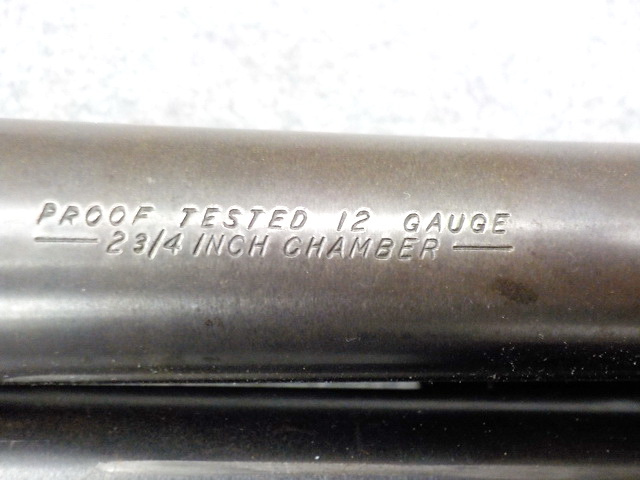 PROOF TESTED 12 GAUGE
— 2 3/4 INCH CHAMBER —